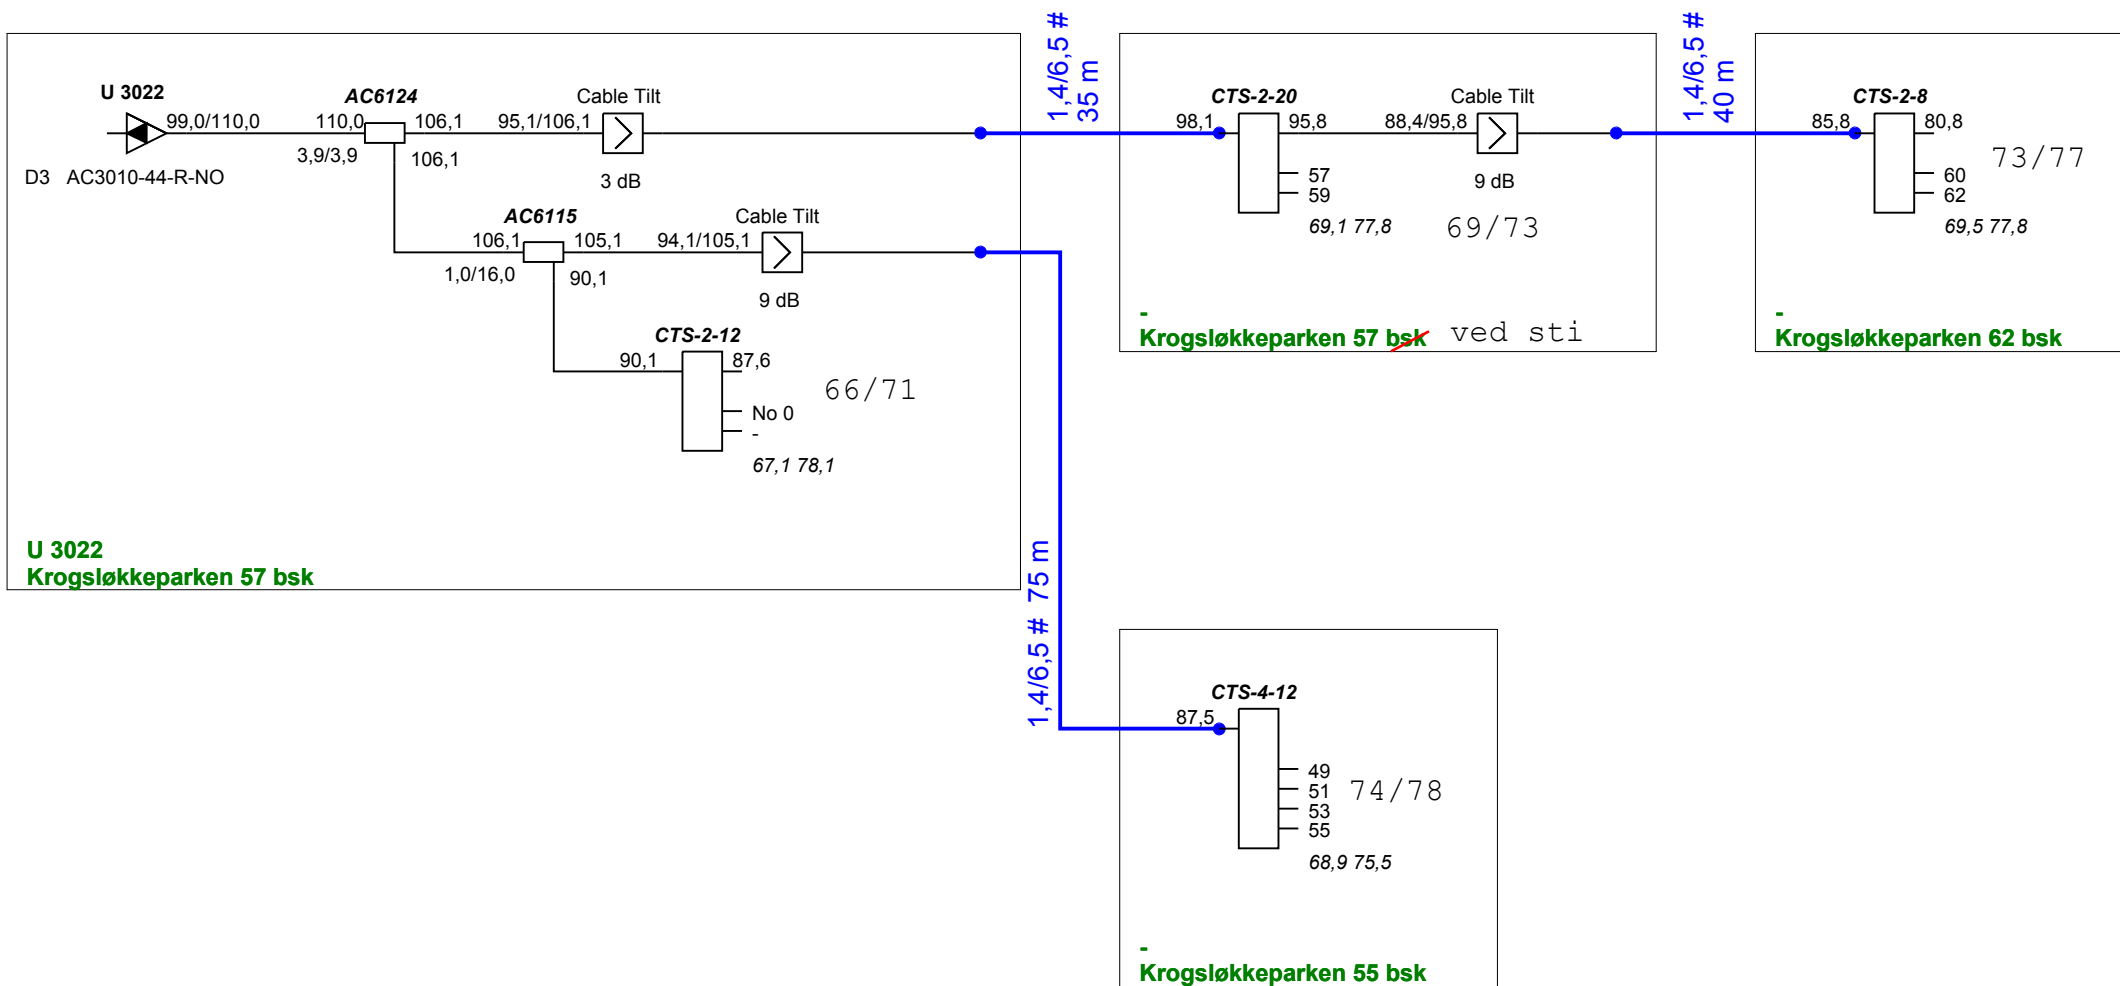 U 3022
99,0/110,0
D3 AC3010-44-R-NO
AC6124
110,0
106,1
3,9/3,9
106,1
Cable Tilt
95,1/106,1
3 dB
AC6115
106,1
105,1
1,0/16,0
90,1
Cable Tilt
94,1/105,1
9 dB
CTS-2-12
90,1
87,6
66/71
No 0
-
67,1 78,1
U 3022
Krogsløkkeparken 57 bsk
1,4/6,5 #
35 m
CTS-2-20
98,1
95,8
57
59
69,1 77,8
Cable Tilt
88,4/95,8
9 dB
69/73
-
Krogsløkkeparken 57 bsk ved sti
1,4/6,5 #
40 m
CTS-2-8
85,8
80,8
73/77
60
62
69,5 77,8
-
Krogsløkkeparken 62 bsk
1,4/6,5 # 75 m
CTS-4-12
87,5
49
51
53
55
74/78
68,9 75,5
-
Krogsløkkeparken 55 bsk